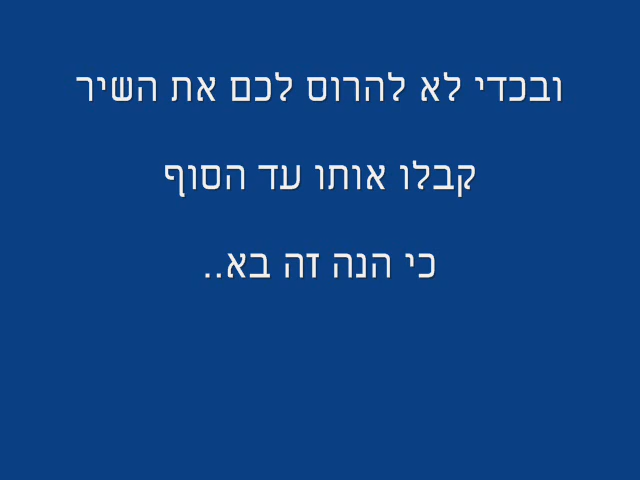 ובכדי לא להרוס לכם את השיר
קבלו אותו עד הסוף
כי הנה זה בא..